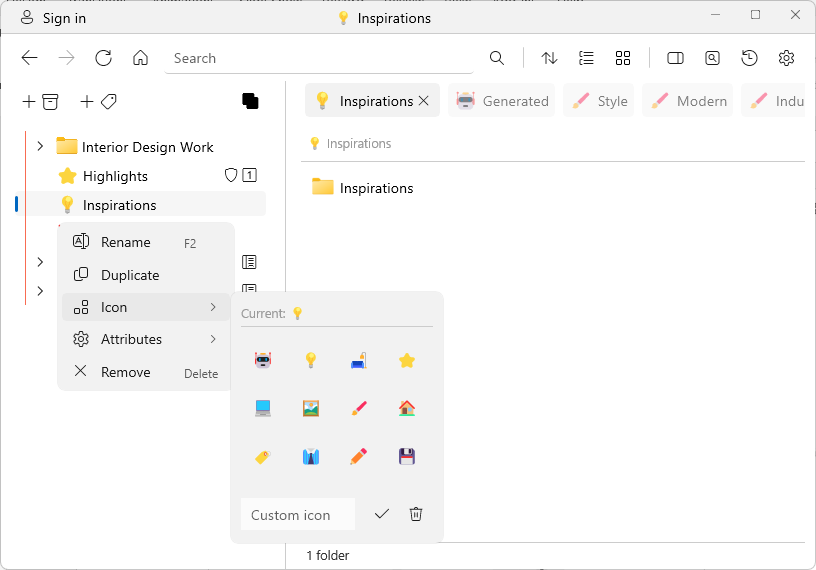 Sign in
Inspirations
Search
Inspirations
Generated
Style
Modern
Indu
Interior Design Work
Highlights
1
Inspirations
Inspirations
Inspirations
Rename F2
Duplicate
Icon
Attributes
Remove Delete
Current:
Custom icon
1 folder